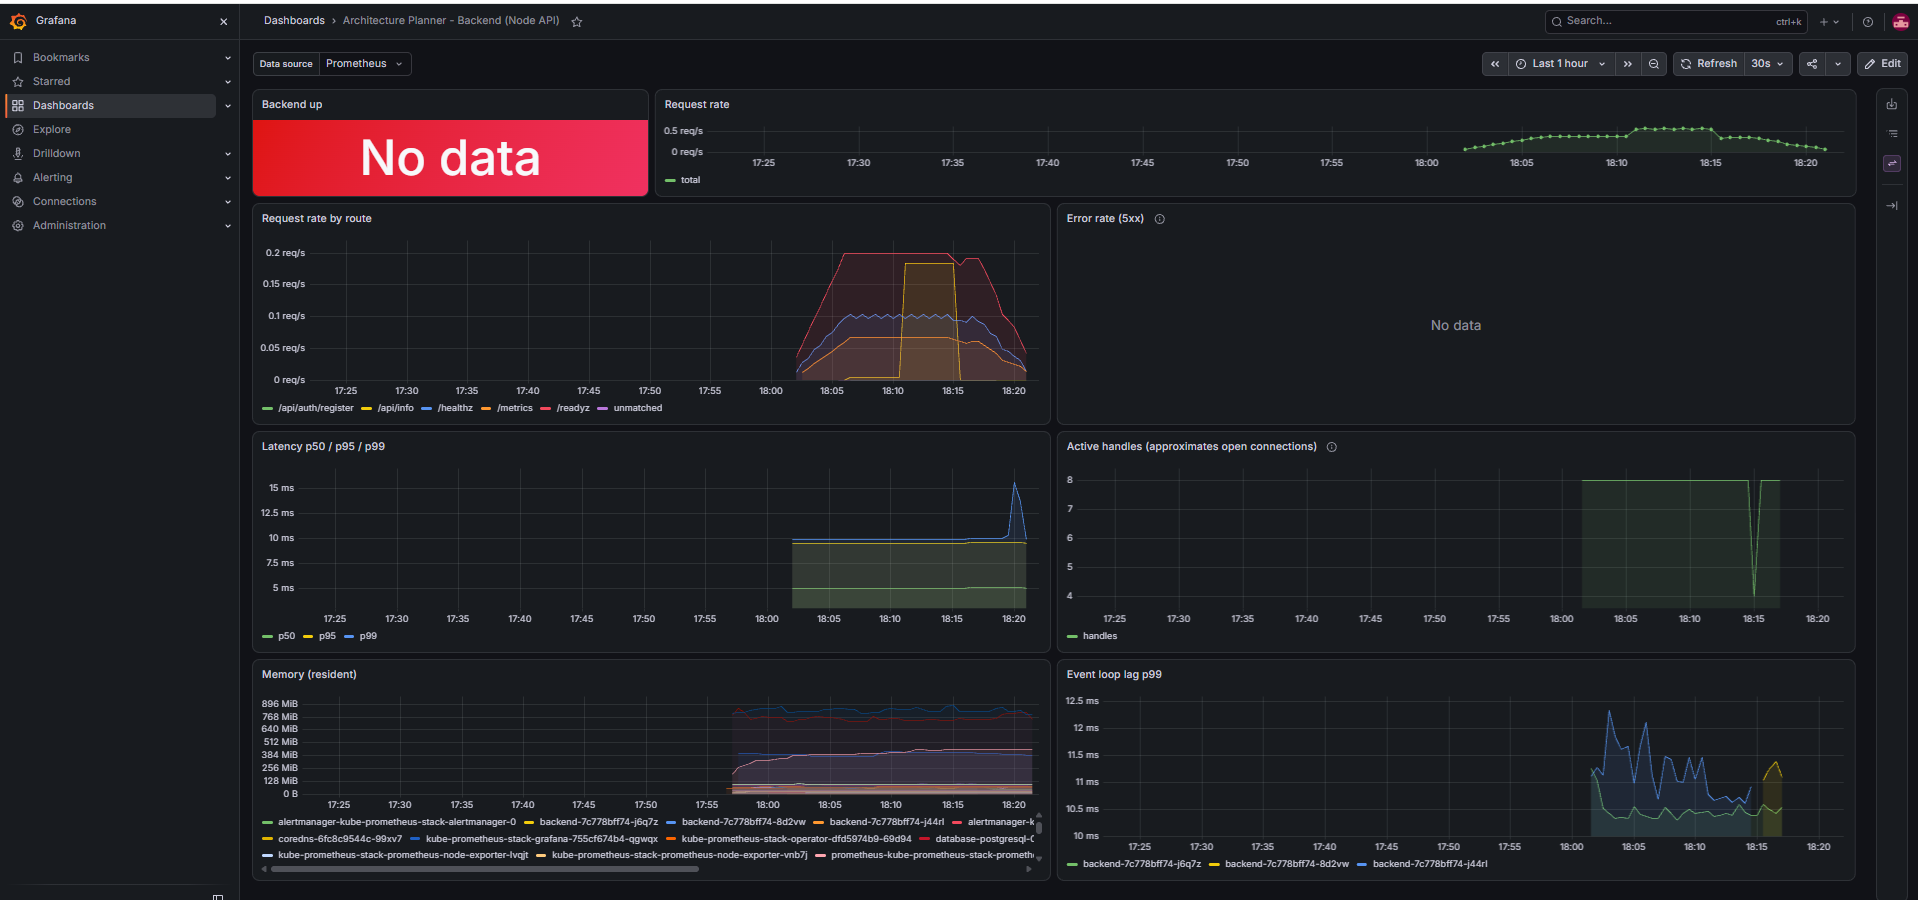 Grafana
Dashboards › Architecture Planner - Backend (Node API)
Search...
ctrl+k
Bookmarks
Starred
Dashboards
Explore
Drilldown
Alerting
Connections
Administration
Data source Prometheus
Last 1 hour
Refresh 30s
Edit
Backend up
No data
Request rate
0.5 req/s
0 req/s
17:25 17:30 17:35 17:40 17:45 17:50 17:55 18:00 18:05 18:10 18:15 18:20
total
Request rate by route
0.2 req/s
0.15 req/s
0.1 req/s
0.05 req/s
0 req/s
17:25 17:30 17:35 17:40 17:45 17:50 17:55 18:00 18:05 18:10 18:15 18:20
/api/auth/register /api/info /healthz /metrics /readyz unmatched
Error rate (5xx)
No data
Latency p50 / p95 / p99
15 ms
12.5 ms
10 ms
7.5 ms
5 ms
17:25 17:30 17:35 17:40 17:45 17:50 17:55 18:00 18:05 18:10 18:15 18:20
p50 p95 p99
Active handles (approximates open connections)
8
7
6
5
4
17:25 17:30 17:35 17:40 17:45 17:50 17:55 18:00 18:05 18:10 18:15 18:20
handles
Memory (resident)
896 MiB
768 MiB
640 MiB
512 MiB
384 MiB
256 MiB
128 MiB
0 B
17:25 17:30 17:35 17:40 17:45 17:50 17:55 18:00 18:05 18:10 18:15 18:20
alertmanager-kube-prometheus-stack-alertmanager-0 backend-7c778bff74-j6q7z backend-7c778bff74-8d2vw backend-7c778bff74-j44rl alertmanager-k
coredns-6fc8c9544c-99xv7 kube-prometheus-stack-grafana-755cf674b4-qgwqx kube-prometheus-stack-operator-dfd5974b9-69d94 database-postgresql-0
kube-prometheus-stack-prometheus-node-exporter-lvqjt kube-prometheus-stack-prometheus-node-exporter-vnb7j prometheus-kube-prometheus-stack-prometh
Event loop lag p99
12.5 ms
12 ms
11.5 ms
11 ms
10.5 ms
10 ms
17:25 17:30 17:35 17:40 17:45 17:50 17:55 18:00 18:05 18:10 18:15 18:20
backend-7c778bff74-j6q7z backend-7c778bff74-8d2vw backend-7c778bff74-j44rl